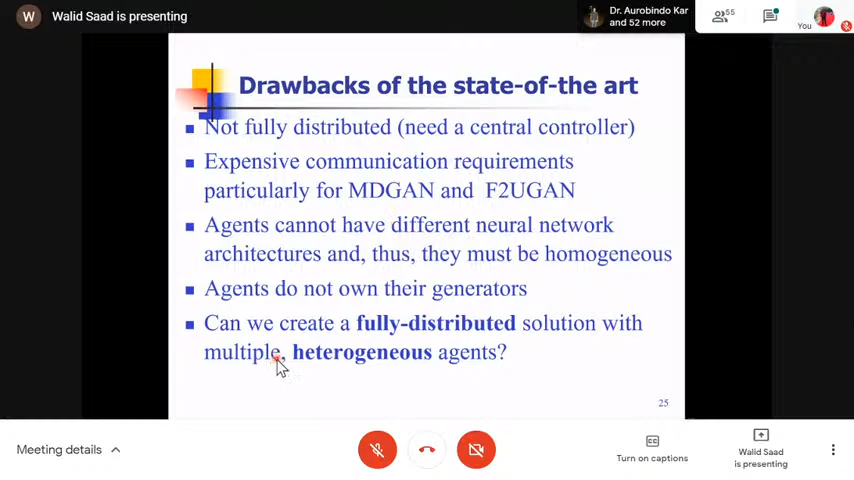 W Walid Saad is presenting
Dr. Aurobindo Kar
and 52 more
55
You
Drawbacks of the state-of-the art
Not fully distributed (need a central controller)
Expensive communication requirements
particularly for MDGAN and F2UGAN
Agents cannot have different neural network
architectures and, thus, they must be homogeneous
Agents do not own their generators
Can we create a fully-distributed solution with
multiple, heterogeneous agents?
25
Meeting details
Turn on captions
Walid Saad
is presenting